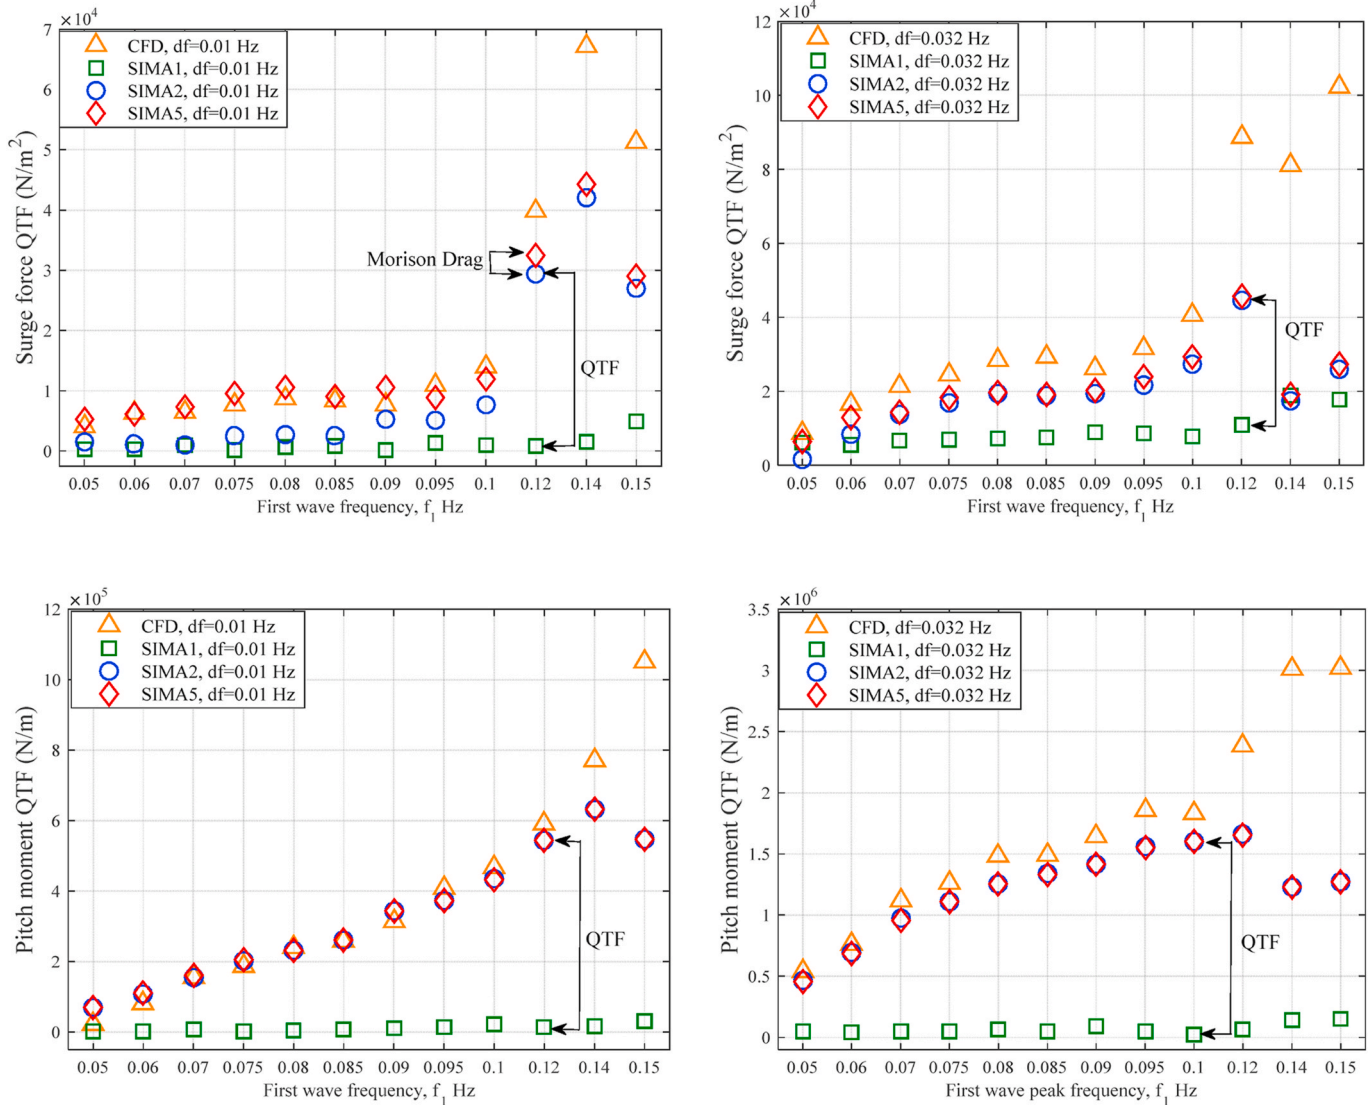 ×10⁴
7
6
5
4
3
2
1
0
Surge force QTF (N/m²)
CFD, df=0.01 Hz
SIMA1, df=0.01 Hz
SIMA2, df=0.01 Hz
SIMA5, df=0.01 Hz
Morison Drag
QTF
0.05 0.06 0.07 0.075 0.08 0.085 0.09 0.095 0.1 0.12 0.14 0.15
First wave frequency, f₁ Hz
×10⁴
12
10
8
6
4
2
0
Surge force QTF (N/m²)
CFD, df=0.032 Hz
SIMA1, df=0.032 Hz
SIMA2, df=0.032 Hz
SIMA5, df=0.032 Hz
QTF
0.05 0.06 0.07 0.075 0.08 0.085 0.09 0.095 0.1 0.12 0.14 0.15
First wave frequency, f₁ Hz
×10⁵
12
10
8
6
4
2
0
Pitch moment QTF (N/m)
CFD, df=0.01 Hz
SIMA1, df=0.01 Hz
SIMA2, df=0.01 Hz
SIMA5, df=0.01 Hz
QTF
0.05 0.06 0.07 0.075 0.08 0.085 0.09 0.095 0.1 0.12 0.14 0.15
First wave frequency, f₁ Hz
×10⁶
3.5
3
2.5
2
1.5
1
0.5
0
Pitch moment QTF (N/m)
CFD, df=0.032 Hz
SIMA1, df=0.032 Hz
SIMA2, df=0.032 Hz
SIMA5, df=0.032 Hz
QTF
0.05 0.06 0.07 0.075 0.08 0.085 0.09 0.095 0.1 0.12 0.14 0.15
First wave peak frequency, f₁ Hz